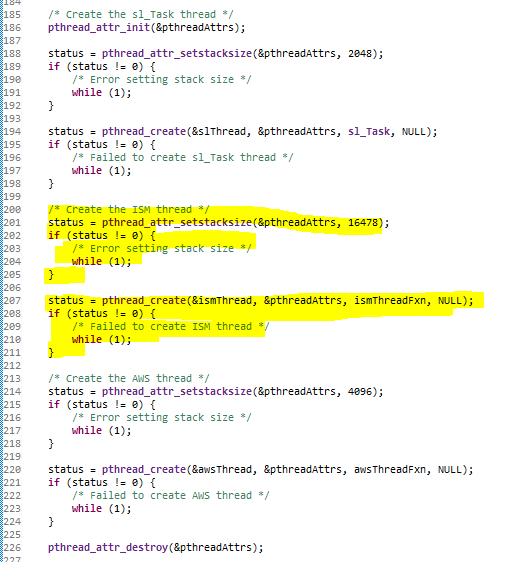 184
185 /* Create the sl_Task thread */
186 pthread_attr_init(&pthreadAttrs);
187
188 status = pthread_attr_setstacksize(&pthreadAttrs, 2048);
189 if (status != 0) {
190 /* Error setting stack size */
191 while (1);
192 }
193
194 status = pthread_create(&slThread, &pthreadAttrs, sl_Task, NULL);
195 if (status != 0) {
196 /* Failed to create sl_Task thread */
197 while (1);
198 }
199
200 /* Create the ISM thread */
201 status = pthread_attr_setstacksize(&pthreadAttrs, 16478);
202 if (status != 0) {
203 /* Error setting stack size */
204 while (1);
205 }
206
207 status = pthread_create(&ismThread, &pthreadAttrs, ismThreadFxn, NULL);
208 if (status != 0) {
209 /* Failed to create ISM thread */
210 while (1);
211 }
212
213 /* Create the AWS thread */
214 status = pthread_attr_setstacksize(&pthreadAttrs, 4096);
215 if (status != 0) {
216 /* Error setting stack size */
217 while (1);
218 }
219
220 status = pthread_create(&awsThread, &pthreadAttrs, awsThreadFxn, NULL);
221 if (status != 0) {
222 /* Failed to create AWS thread */
223 while (1);
224 }
225
226 pthread_attr_destroy(&pthreadAttrs);
227